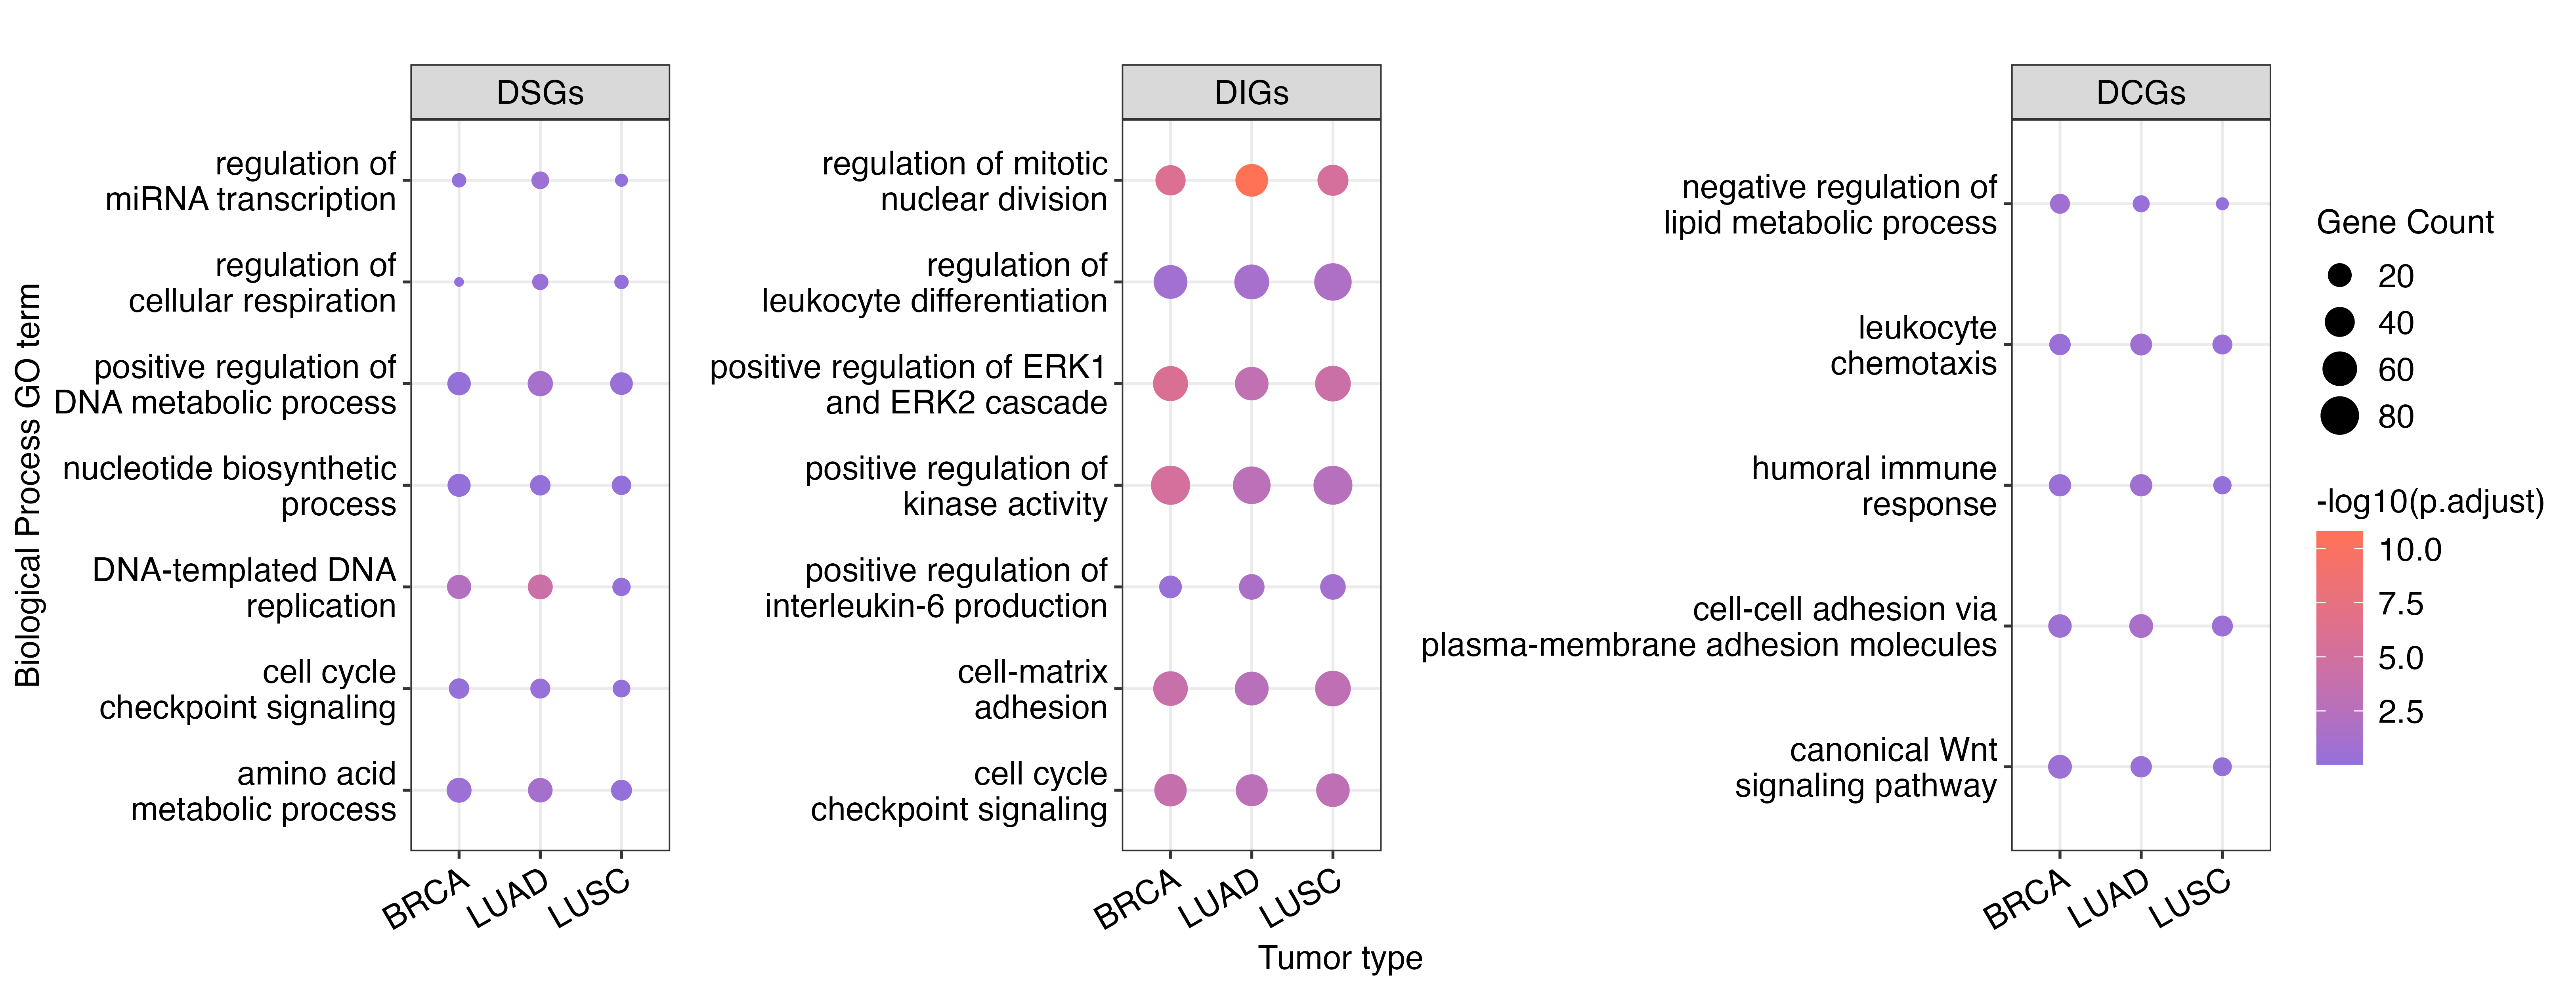 DSGs
DIGs
DCGs
Biological Process GO term
regulation of
miRNA transcription
regulation of
cellular respiration
positive regulation of
DNA metabolic process
nucleotide biosynthetic
process
DNA-templated DNA
replication
cell cycle
checkpoint signaling
amino acid
metabolic process
BRCA
LUAD
LUSC
regulation of mitotic
nuclear division
regulation of
leukocyte differentiation
positive regulation of ERK1
and ERK2 cascade
positive regulation of
kinase activity
positive regulation of
interleukin-6 production
cell-matrix
adhesion
cell cycle
checkpoint signaling
BRCA
LUAD
LUSC
negative regulation of
lipid metabolic process
leukocyte
chemotaxis
humoral immune
response
cell-cell adhesion via
plasma-membrane adhesion molecules
canonical Wnt
signaling pathway
BRCA
LUAD
LUSC
Tumor type
Gene Count
20
40
60
80
-log10(p.adjust)
10.0
7.5
5.0
2.5